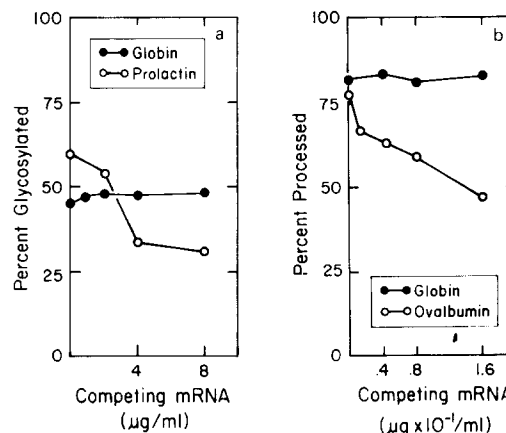 a
Globin
Prolactin
Percent Glycosylated
100
75
50
25
0
4
8
Competing mRNA
(μg/ml)
b
Percent Processed
100
75
50
25
0
Globin
Ovalbumin
.4
.8
1.6
Competing mRNA
(μg x 10⁻¹/ml)